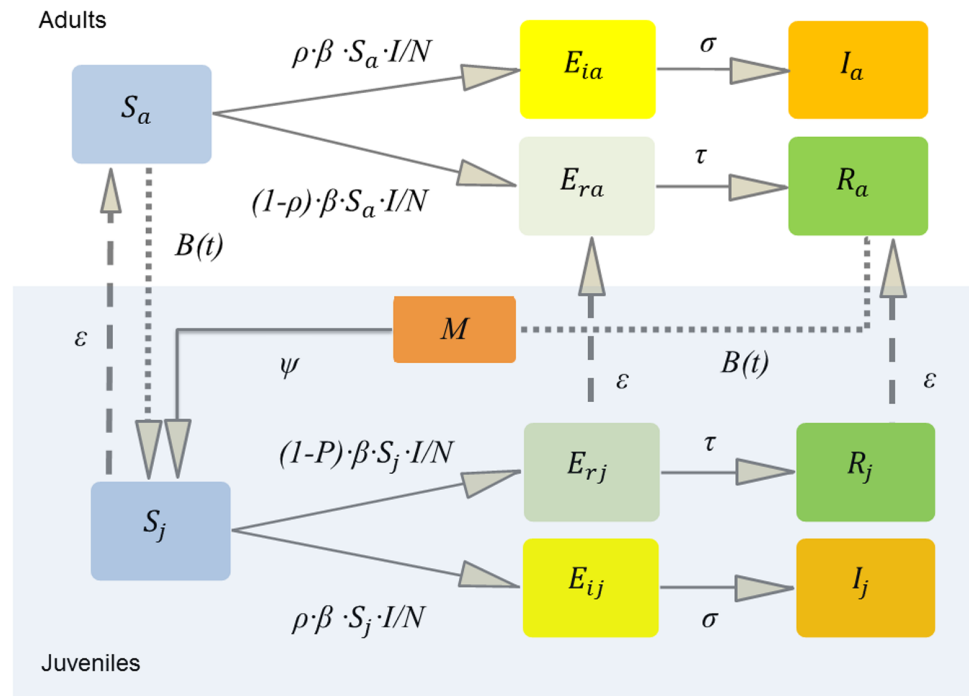 Adults
ρ·β ·Sₐ·I/N
Eᵢₐ
σ
Iₐ
Sₐ
(1-ρ)·β·Sₐ·I/N
Eᵣₐ
τ
Rₐ
B(t)
ε
M
ψ
B(t)
ε
ε
(1-P)·β·Sⱼ·I/N
Eᵣⱼ
τ
Rⱼ
Sⱼ
ρ·β ·Sⱼ·I/N
Eᵢⱼ
σ
Iⱼ
Juveniles